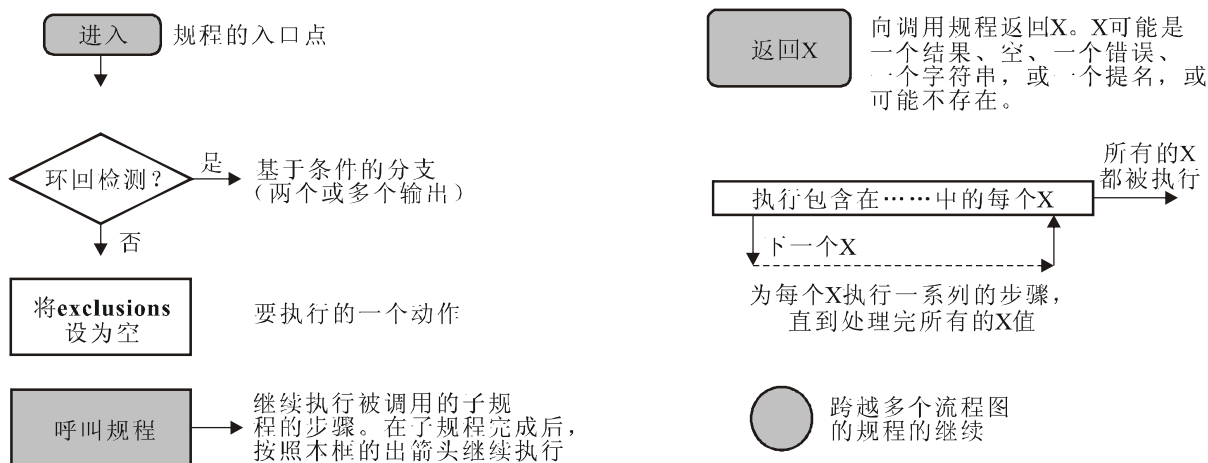 进入
规程的入口点
环回检测？
是
基于条件的分支
（两个或多个输出）
否
将exclusions
设为空
要执行的一个动作
呼叫规程
继续执行被调用的子规
程的步骤。在子规程完成后，
按照木框的出箭头继续执行
返回X
向调用规程返回X。X可能是
一个结果、空、一个错误、
一个字符串，或一个提名，或
可能不存在。
所有的X
都被执行
执行包含在……中的每个X
下一个X
为每个X执行一系列的步骤，
直到处理完所有的X值
跨越多个流程图
的规程的继续